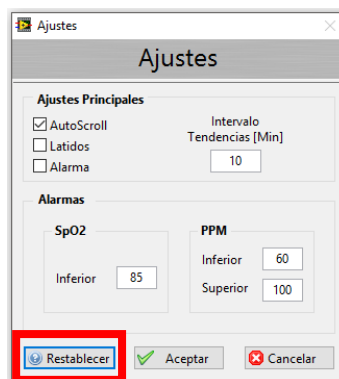 Ajustes
Ajustes
Ajustes Principales
AutoScroll
Latidos
Alarma
Intervalo
Tendencias [Min]
10
Alarmas
SpO2
Inferior 85
PPM
Inferior 60
Superior 100
Restablecer Aceptar Cancelar